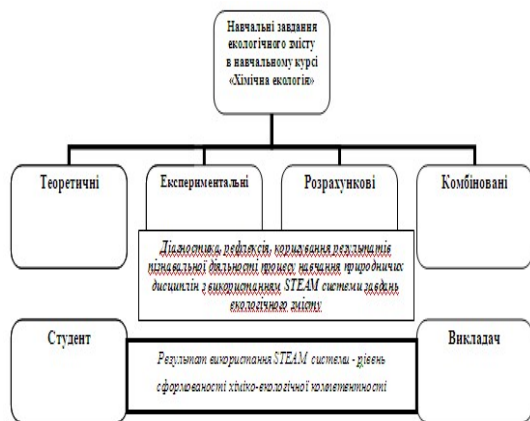 Навчальні завдання
екологічного змісту
в навчальному курсі
«Хімічна екологія»
Теоретичні
Експериментальні
Розрахункові
Комбіновані
Діагностика, рефлексія, коригування результатів
пізнавальної діяльності процесу навчання природничих
дисциплін з використанням STEAM системи завдань
екологічного змісту
Студент
Викладач
Результат використання STEAM системи - рівень
сформованості хіміко-екологічної компетентності